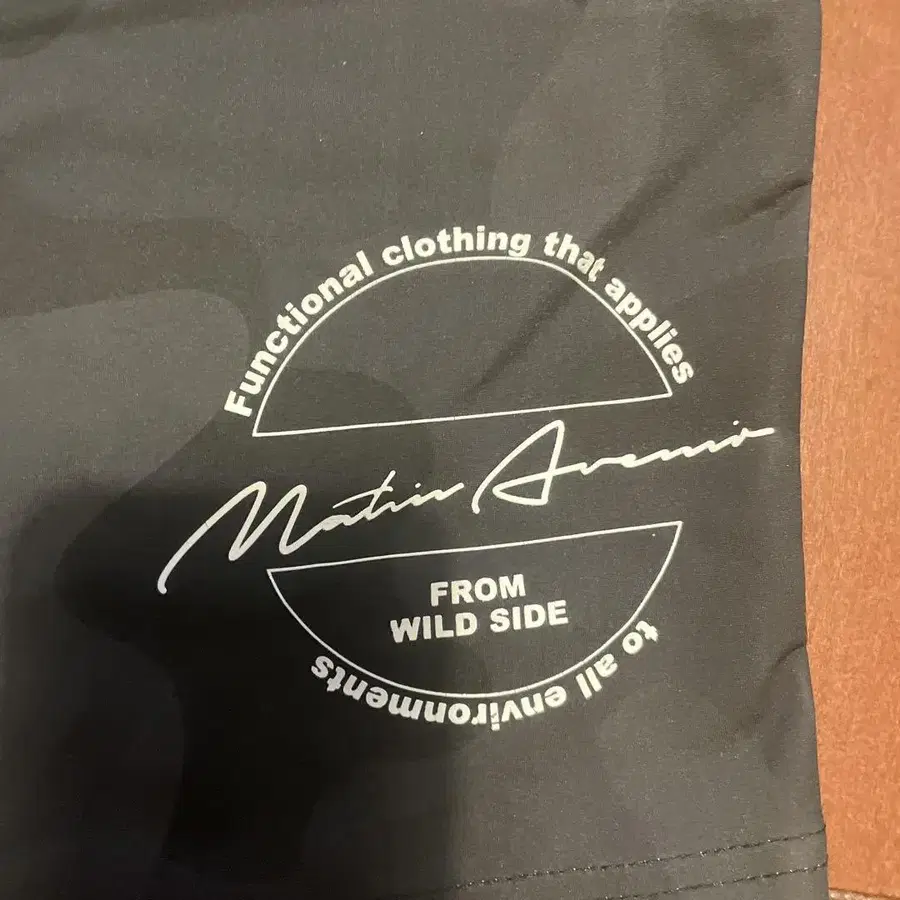 Functional clothing that applies
FROM
WILD SIDE
to all environments